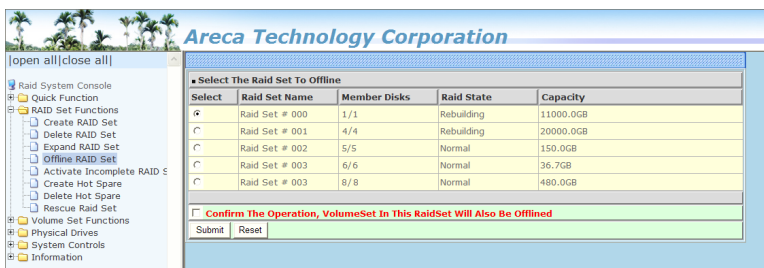 Areca Technology Corporation
|open all|close all|
Raid System Console
Quick Function
RAID Set Functions
Create RAID Set
Delete RAID Set
Expand RAID Set
Offline RAID Set
Activate Incomplete RAID S
Create Hot Spare
Delete Hot Spare
Rescue Raid Set
Volume Set Functions
Physical Drives
System Controls
Information
Select The Raid Set To Offline
Select Raid Set Name Member Disks Raid State Capacity
Raid Set # 000 1/1 Rebuilding 11000.0GB
Raid Set # 001 4/4 Rebuilding 20000.0GB
Raid Set # 002 5/5 Normal 150.0GB
Raid Set # 003 6/6 Normal 36.7GB
Raid Set # 003 8/8 Normal 480.0GB
Confirm The Operation, VolumeSet In This RaidSet Will Also Be Offlined
Submit Reset